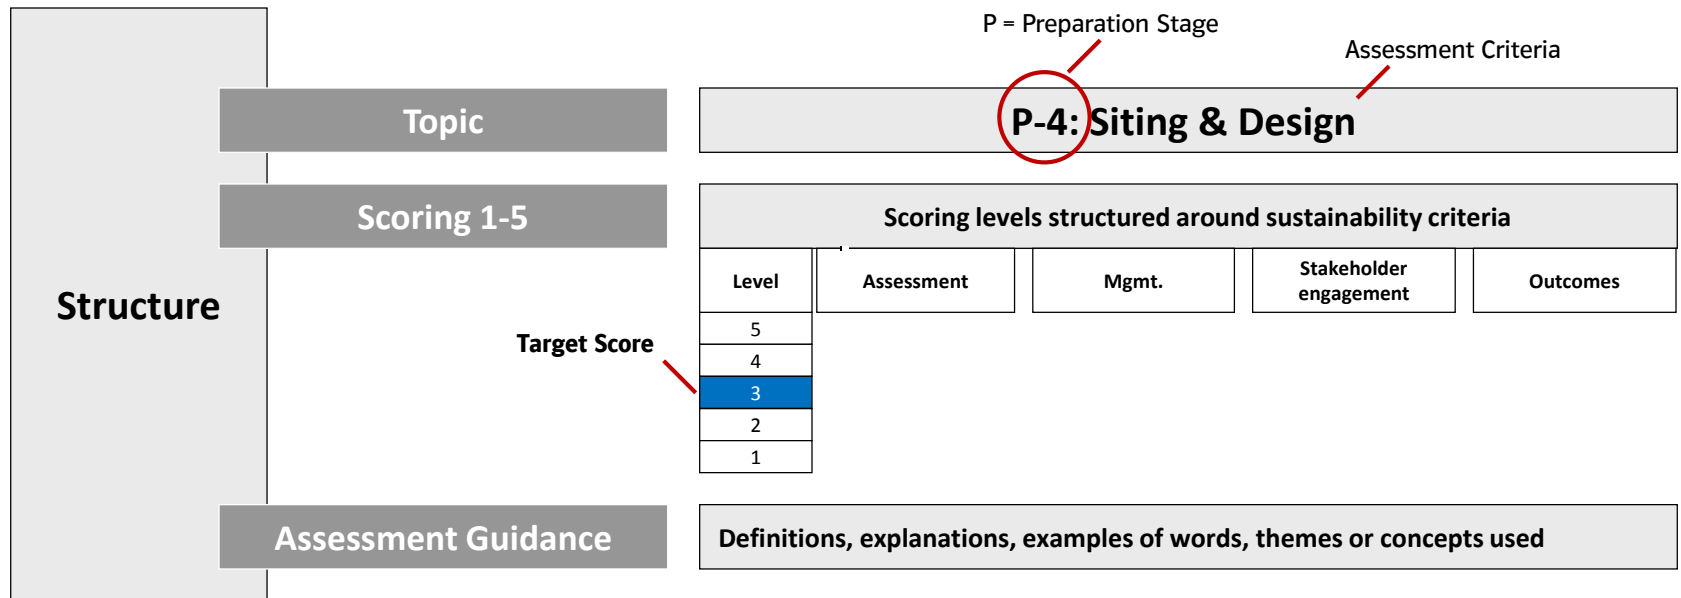 P = Preparation Stage
Assessment Criteria
Topic
P-4: Siting & Design
Scoring 1-5
Scoring levels structured around sustainability criteria
Structure
Level
Assessment
Mgmt.
Stakeholder
engagement
Outcomes
Target Score
5
4
3
2
1
Assessment Guidance
Definitions, explanations, examples of words, themes or concepts used